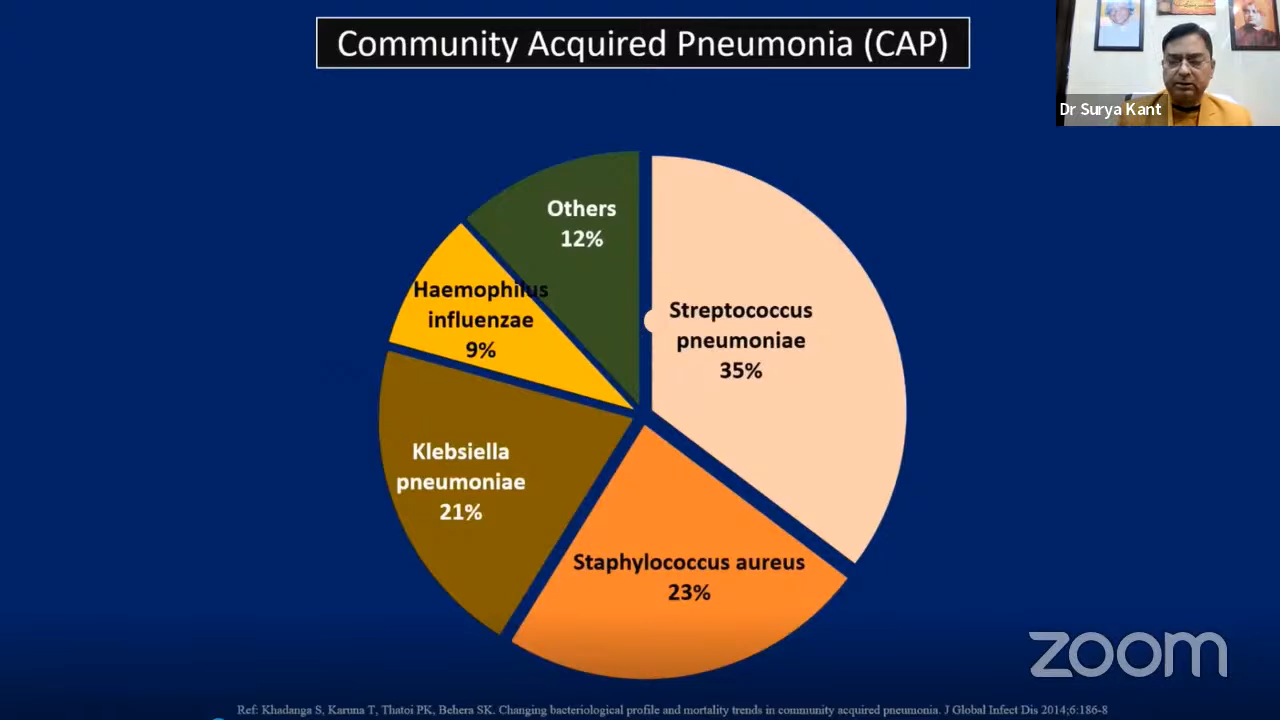 Community Acquired Pneumonia (CAP)
Dr Surya Kant
Others
12%
Haemophilus
influenzae
9%
Streptococcus
pneumoniae
35%
Klebsiella
pneumoniae
21%
Staphylococcus aureus
23%
zoom
Ref: Khadanga S, Karuna T, Thatoi PK, Behera SK. Changing bacteriological profile and mortality trends in community acquired pneumonia. J Global Infect Dis 2014;6:186-8